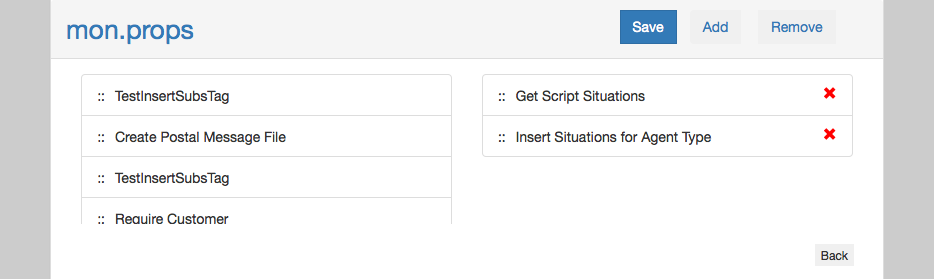 mon.props
Save
Add
Remove
:: TestInsertSubsTag
:: Create Postal Message File
:: TestInsertSubsTag
:: Require Customer
:: Get Script Situations
:: Insert Situations for Agent Type
Back